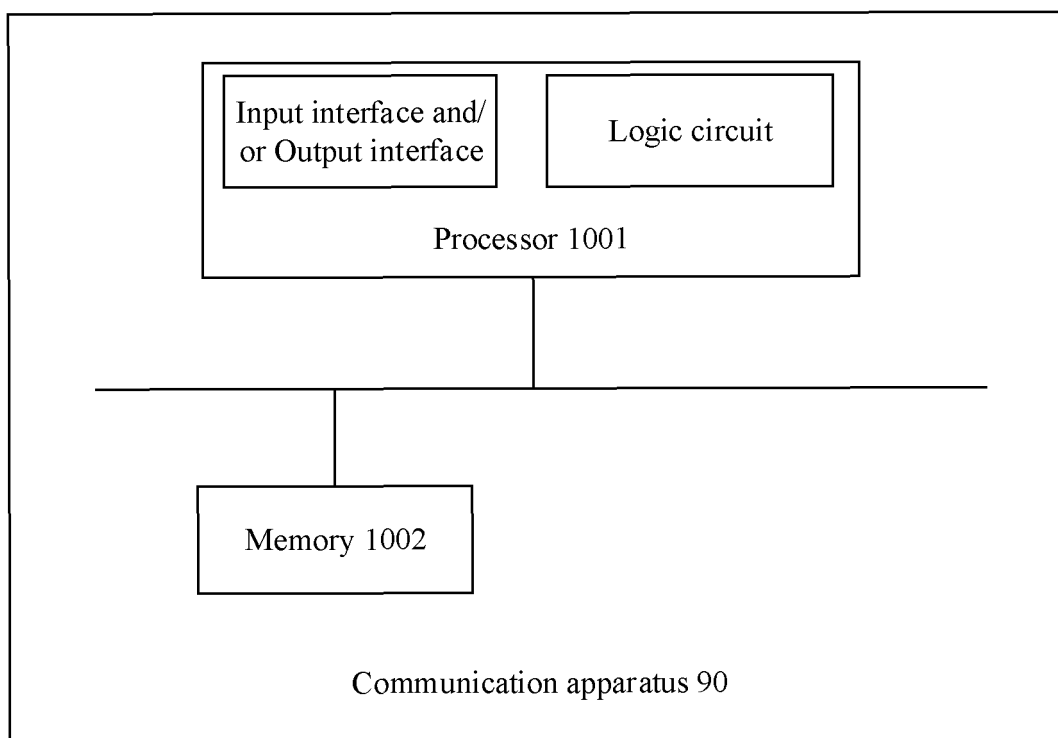 Input interface and/
or Output interface
Logic circuit
Processor 1001
Memory 1002
Communication apparatus 90